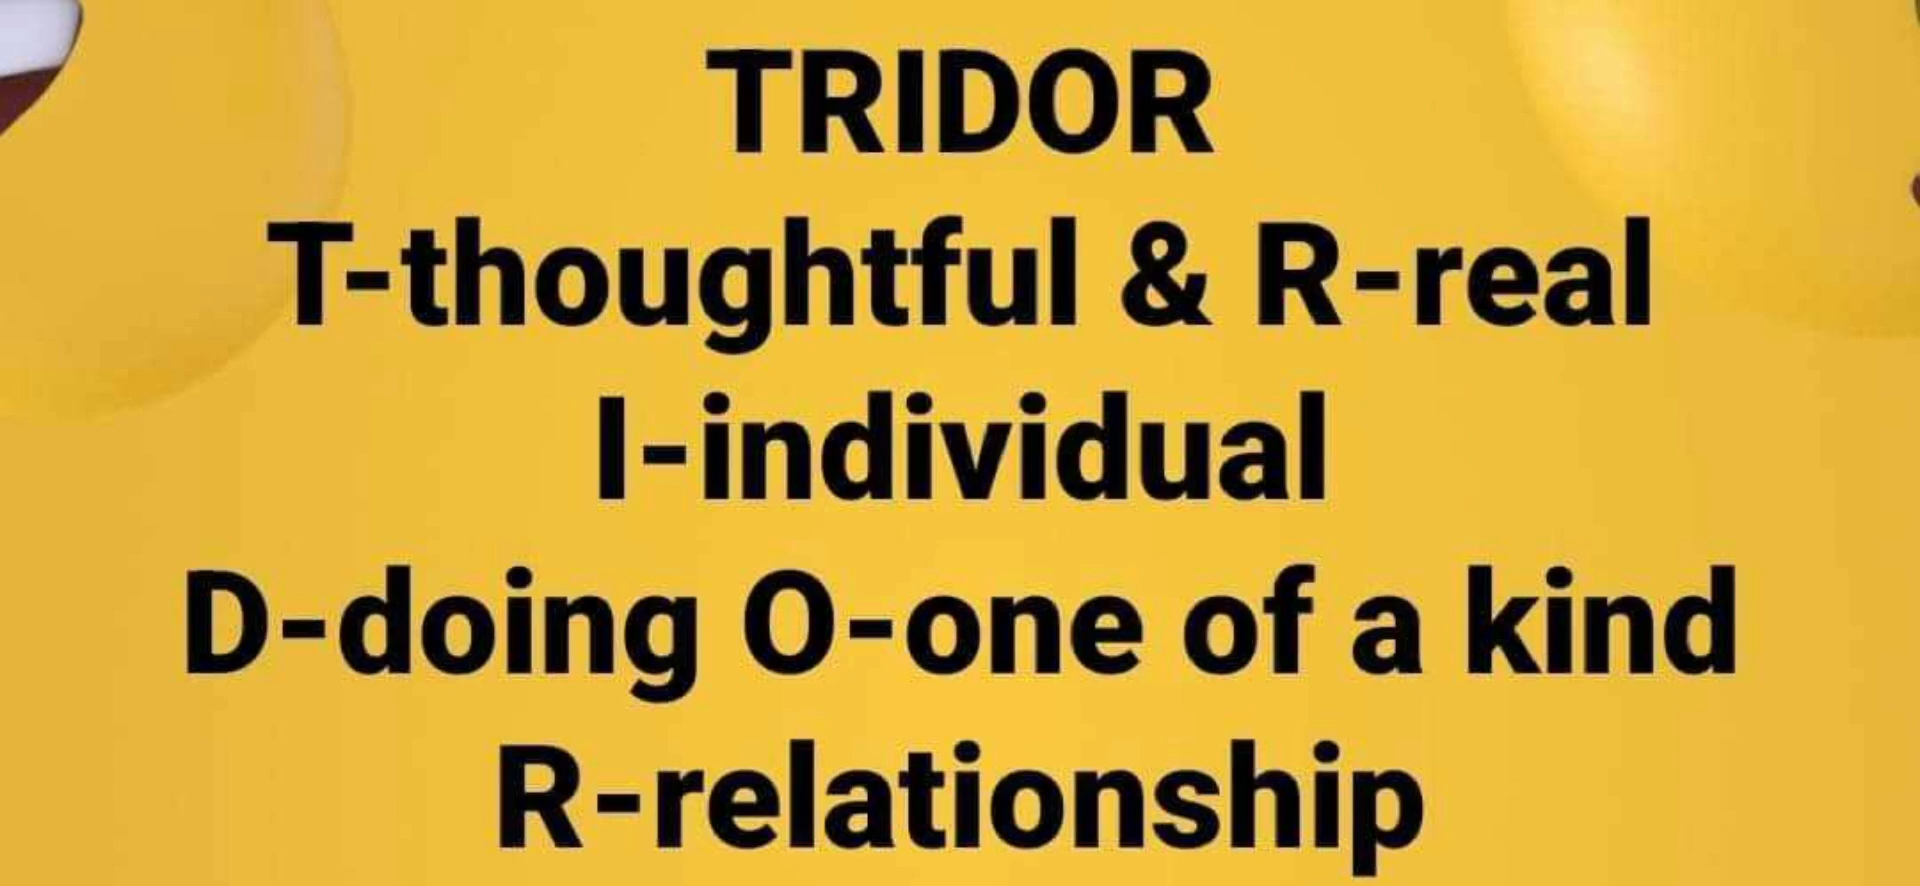 TRIDOR
T-thoughtful & R-real
I-individual
D-doing O-one of a kind
R-relationship